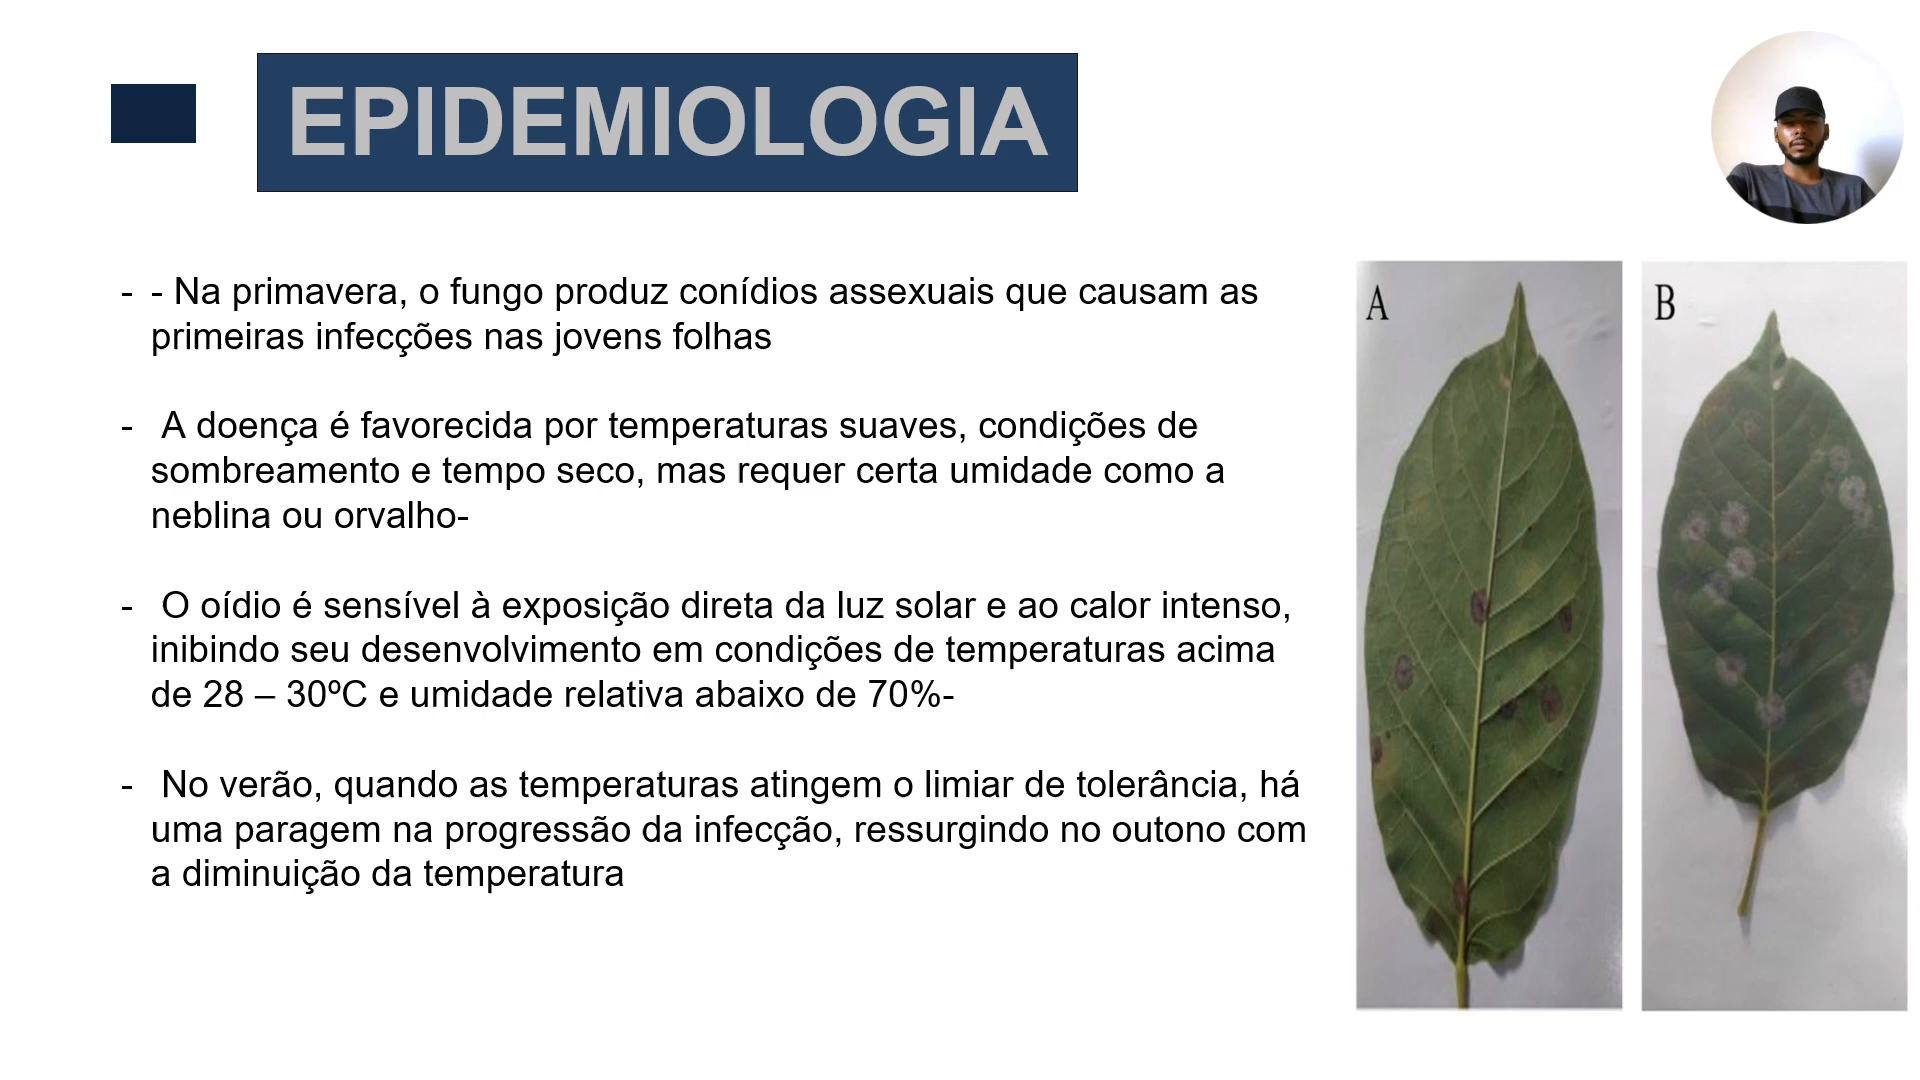 EPIDEMIOLOGIA
- - Na primavera, o fungo produz conídios assexuais que causam as
primeiras infecções nas jovens folhas
- A doença é favorecida por temperaturas suaves, condições de
sombreamento e tempo seco, mas requer certa umidade como a
neblina ou orvalho-
- O oídio é sensível à exposição direta da luz solar e ao calor intenso,
inibindo seu desenvolvimento em condições de temperaturas acima
de 28 – 30ºC e umidade relativa abaixo de 70%-
- No verão, quando as temperaturas atingem o limiar de tolerância, há
uma paragem na progressão da infecção, ressurgindo no outono com
a diminuição da temperatura
A
B